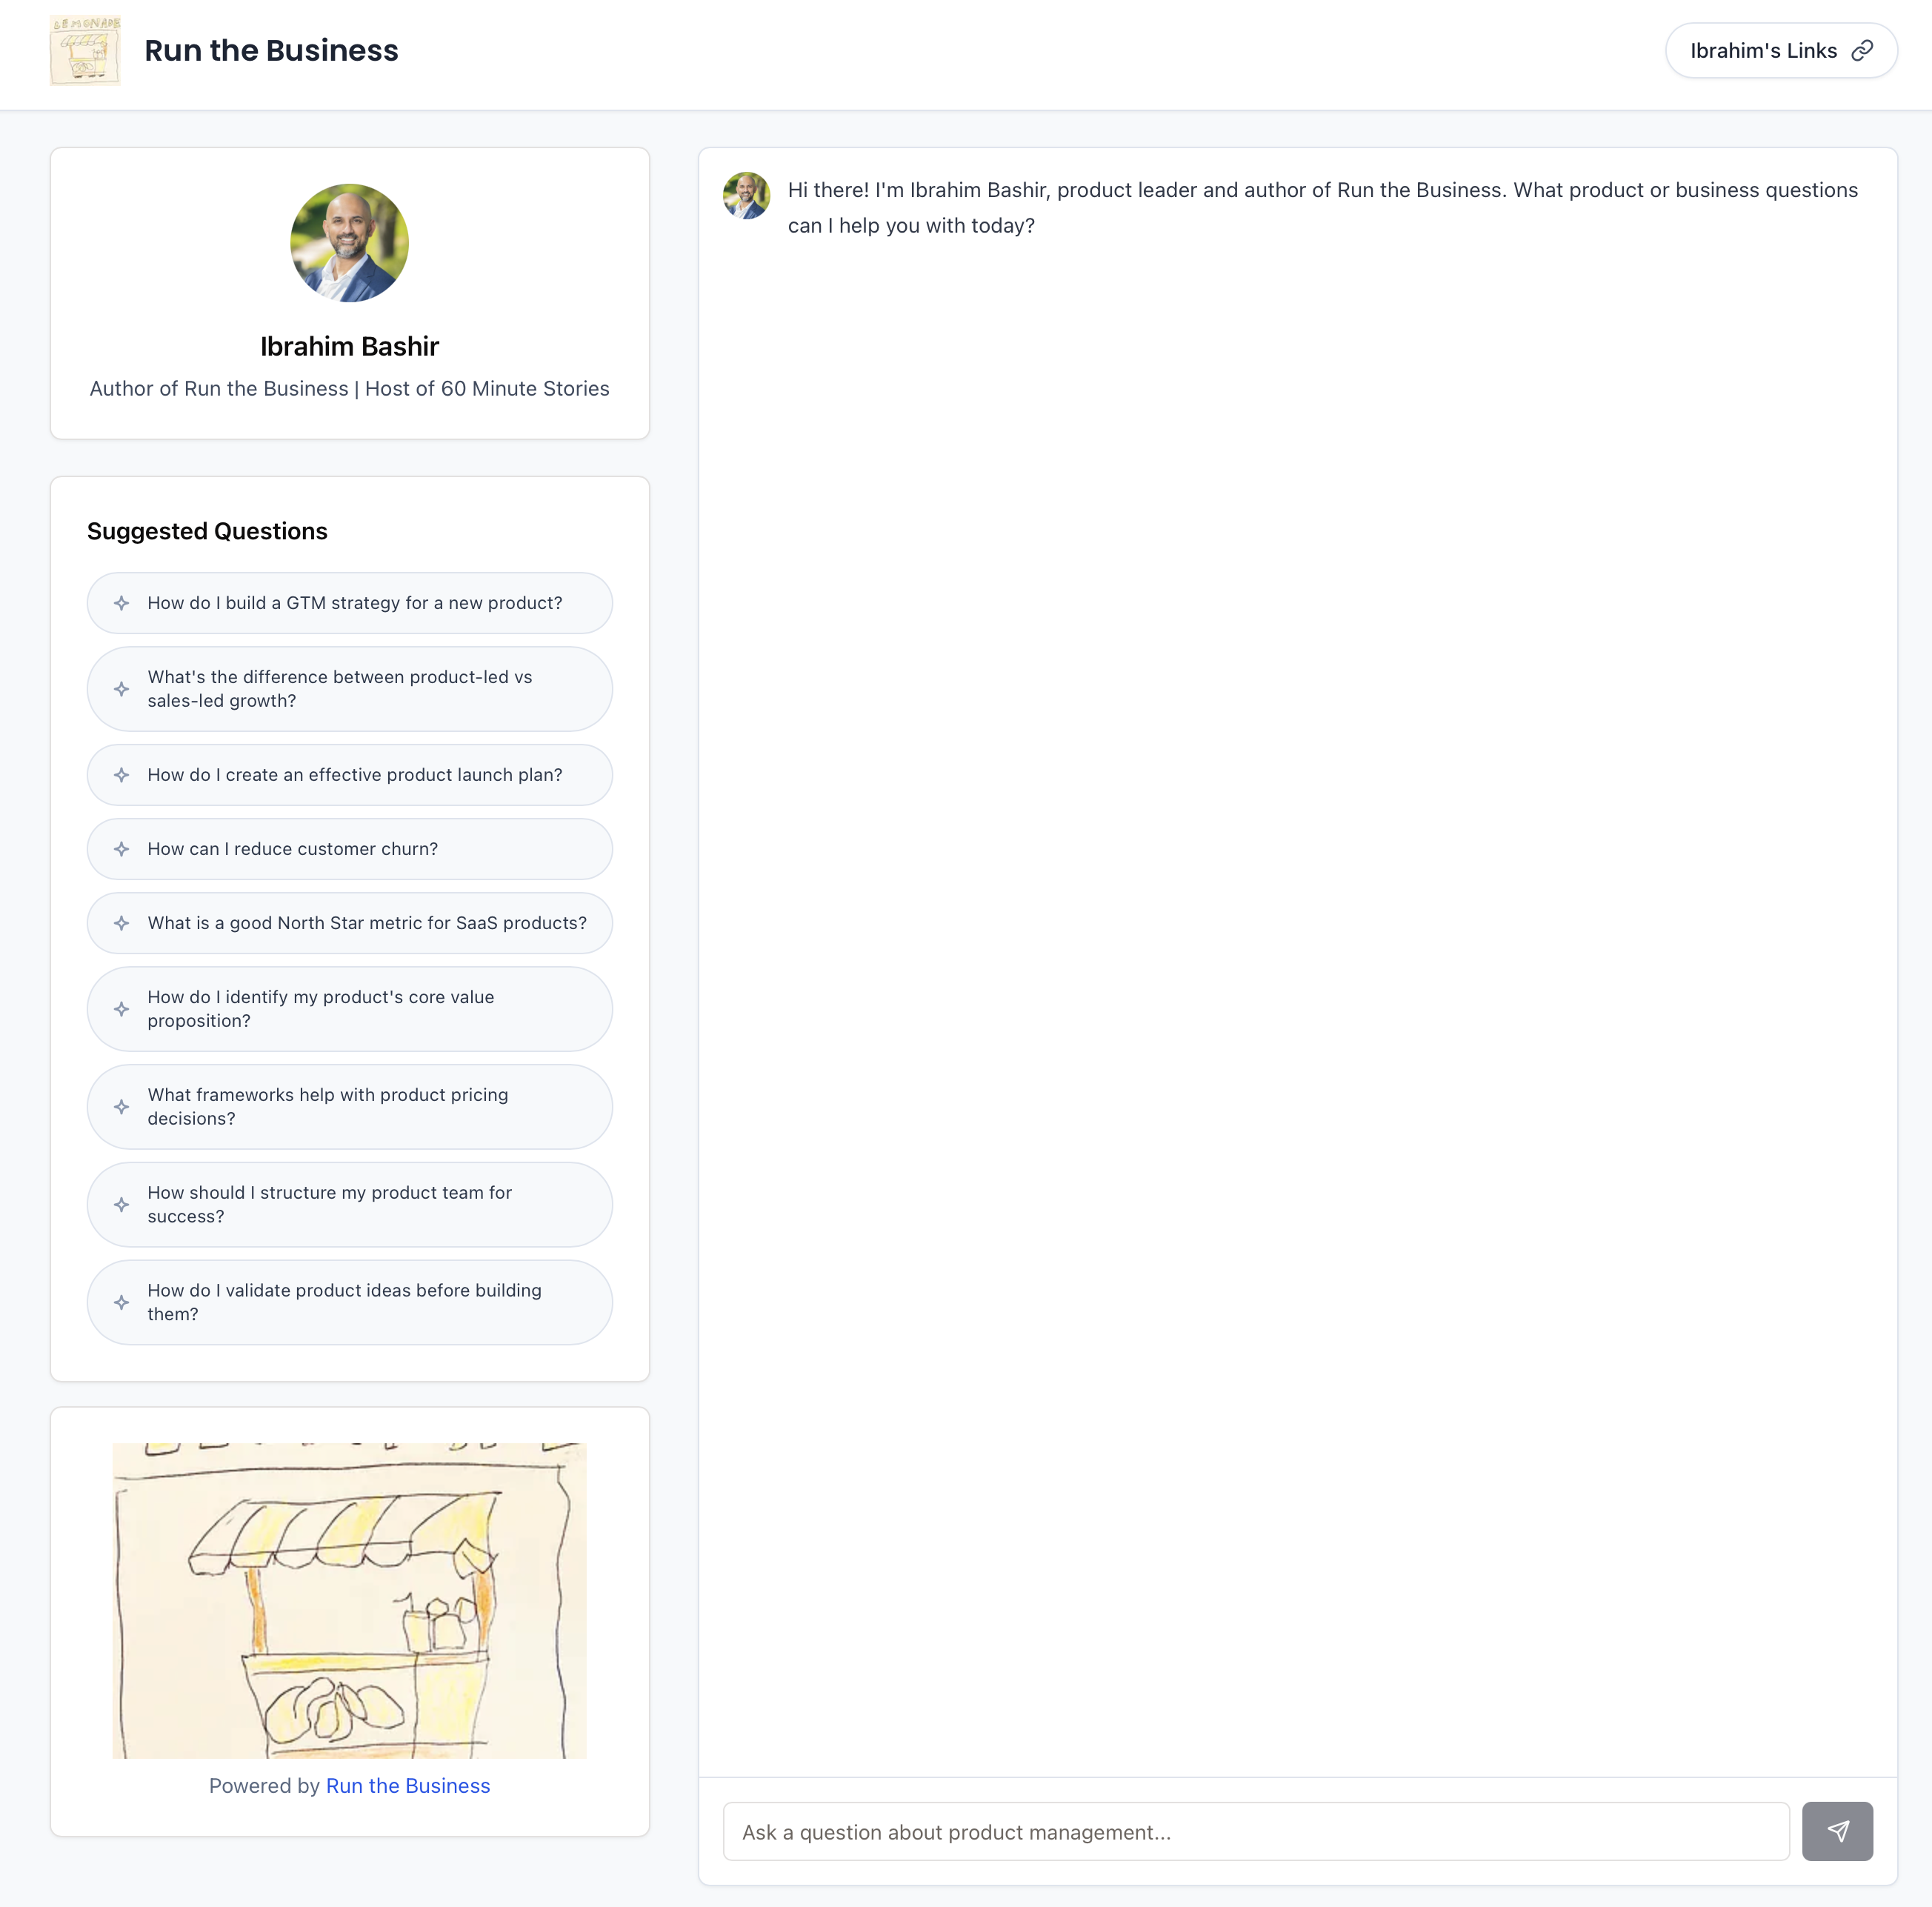 LEMONADE
Run the Business
Ibrahim's Links
Ibrahim Bashir
Author of Run the Business | Host of 60 Minute Stories
Suggested Questions
How do I build a GTM strategy for a new product?
What's the difference between product-led vs
sales-led growth?
How do I create an effective product launch plan?
How can I reduce customer churn?
What is a good North Star metric for SaaS products?
How do I identify my product's core value
proposition?
What frameworks help with product pricing
decisions?
How should I structure my product team for
success?
How do I validate product ideas before building
them?
Powered by Run the Business
Hi there! I'm Ibrahim Bashir, product leader and author of Run the Business. What product or business questions
can I help you with today?
Ask a question about product management...